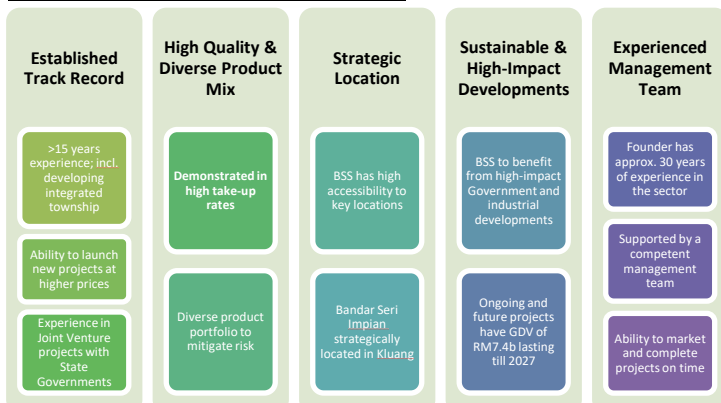 Established
Track Record
>15 years
experience; incl.
developing
integrated
township
Ability to launch
new projects at
higher prices
Experience in
Joint Venture
projects with
State
Governments
High Quality &
Diverse Product
Mix
Demonstrated in
high take-up
rates
Diverse product
portfolio to
mitigate risk
Strategic
Location
BSS has high
accessibility to
key locations
Bandar Seri
Impian
strategically
located in Kluang
Sustainable &
High-Impact
Developments
BSS to benefit
from high-impact
Government and
industrial
developments
Ongoing and
future projects
have GDV of
RM7.4b lasting
till 2027
Experienced
Management
Team
Founder has
approx. 30 years
of experience in
the sector
Supported by a
competent
management
team
Ability to market
and complete
projects on time